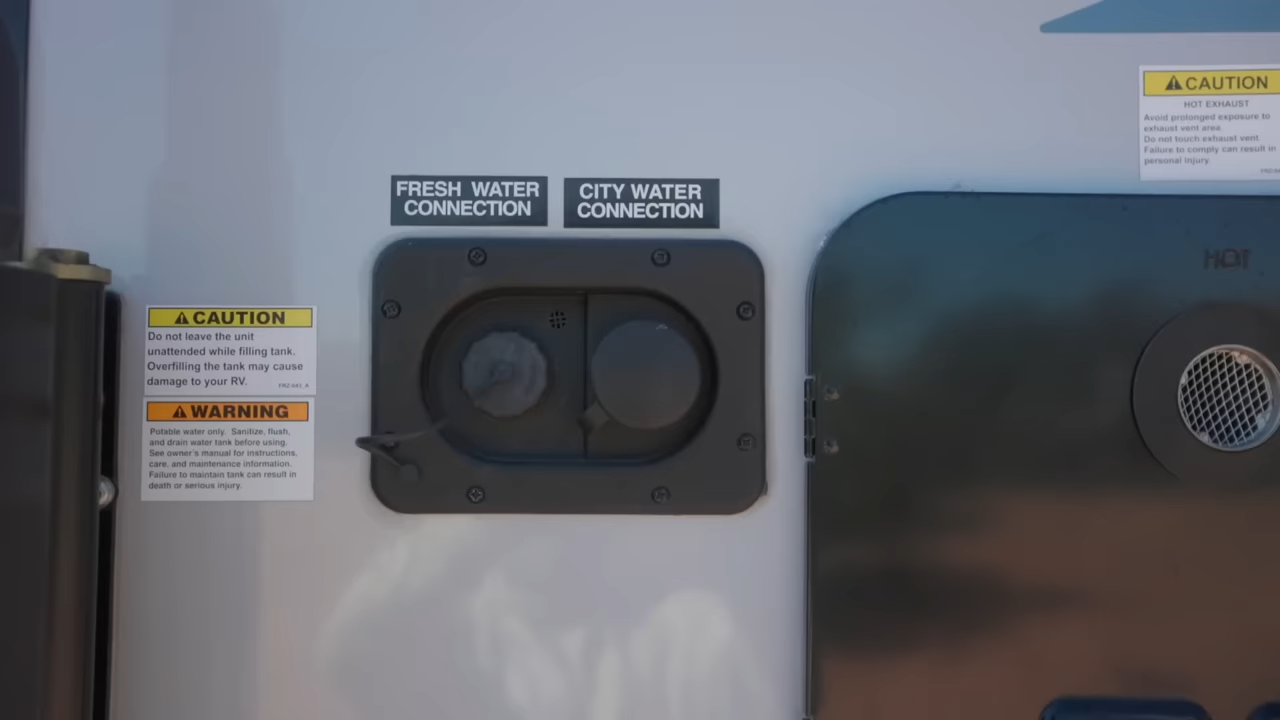 CAUTION
HOT EXHAUST
Avoid prolonged exposure to
exhaust vent area.
Do not touch exhaust vent.
Failure to comply can result in
personal injury.
FRESH WATER
CONNECTION
CITY WATER
CONNECTION
HOT
CAUTION
Do not leave the unit
unattended while filling tank.
Overfilling the tank may cause
damage to your RV.
WARNING
Potable water only. Sanitize, flush,
and drain water tank before using.
See owner's manual for instructions,
care, and maintenance information.
Failure to maintain tank can result in
death or serious injury.